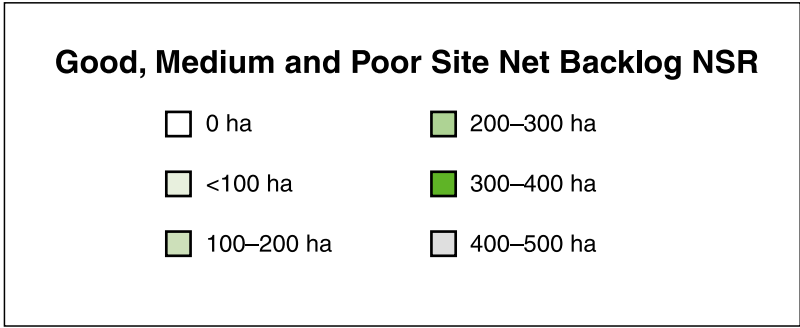 Good, Medium and Poor Site Net Backlog NSR
0 ha
<100 ha
100–200 ha
200–300 ha
300–400 ha
400–500 ha